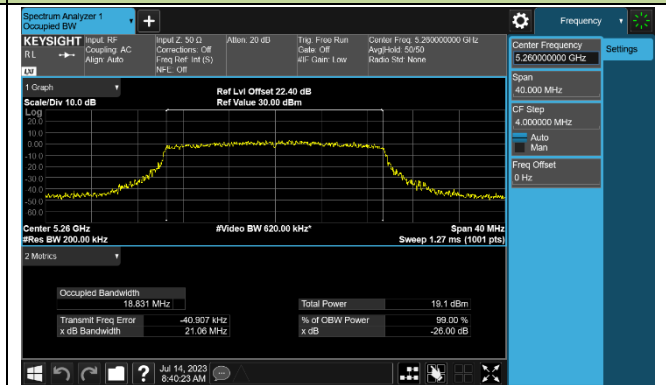 Spectrum Analyzer 1
Occupied BW
+
Frequency
KEYSIGHT
RL
LXI
Input: RF
Coupling: AC
Align: Auto
Input Z: 50 Ω
Corrections: Off
Freq Ref: Int (S)
NFE: Off
Atten: 20 dB
Trig: Free Run
Gate: Off
#IF Gain: Low
Center Freq: 5.260000000 GHz
Avg|Hold: 50/50
Radio Std: None
Center Frequency
5.260000000 GHz
Settings
Span
40.000 MHz
CF Step
4.000000 MHz
Auto
Man
Freq Offset
0 Hz
1 Graph
Scale/Div 10.0 dB
Ref Lvl Offset 22.40 dB
Ref Value 30.00 dBm
Log
20.0
10.0
0.00
-10.0
-20.0
-30.0
-40.0
-50.0
-60.0
Center 5.26 GHz
#Res BW 200.00 kHz
#Video BW 620.00 kHz*
Span 40 MHz
Sweep 1.27 ms (1001 pts)
2 Metrics
Occupied Bandwidth
18.831 MHz
Total Power 19.1 dBm
Transmit Freq Error -40.907 kHz
% of OBW Power 99.00 %
x dB Bandwidth 21.06 MHz
x dB -26.00 dB
?
Jul 14, 2023
8:40:23 AM